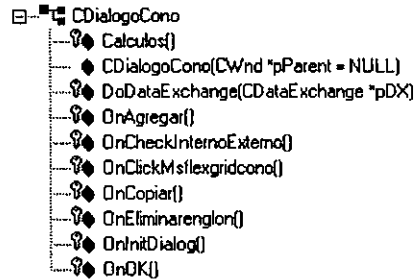 CDialogoCono
Calculos()
CDialogoCono(CWnd *pParent = NULL)
DoDataExchange(CDataExchange *pDX)
OnAgregar()
OnCheckInternoExterno()
OnClickMsflexgridcono()
OnCopiar()
OnEliminarenglon()
OnInitDialog()
OnOK()